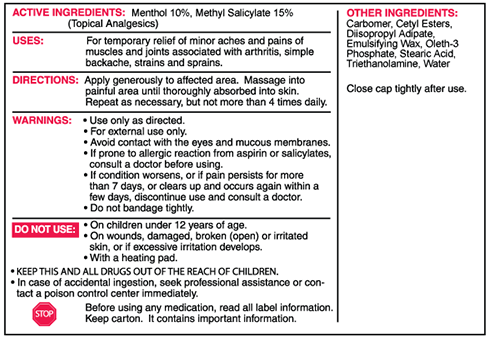 ACTIVE INGREDIENTS: Menthol 10%, Methyl Salicylate 15%
(Topical Analgesics)
USES: For temporary relief of minor aches and pains of
muscles and joints associated with arthritis, simple
backache, strains and sprains.
DIRECTIONS: Apply generously to affected area. Massage into
painful area until thoroughly absorbed into skin.
Repeat as necessary, but not more than 4 times daily.
WARNINGS: • Use only as directed.
• For external use only.
• Avoid contact with the eyes and mucous membranes.
• If prone to allergic reaction from aspirin or salicylates,
consult a doctor before using.
• If condition worsens, or if pain persists for more
than 7 days, or clears up and occurs again within a
few days, discontinue use and consult a doctor.
• Do not bandage tightly.
DO NOT USE: • On children under 12 years of age.
• On wounds, damaged, broken (open) or irritated
skin, or if excessive irritation develops.
• With a heating pad.
• KEEP THIS AND ALL DRUGS OUT OF THE REACH OF CHILDREN.
• In case of accidental ingestion, seek professional assistance or con-
tact a poison control center immediately.
STOP Before using any medication, read all label information.
Keep carton. It contains important information.
OTHER INGREDIENTS:
Carbomer, Cetyl Esters,
Diisopropyl Adipate,
Emulsifying Wax, Oleth-3
Phosphate, Stearic Acid,
Triethanolamine, Water
Close cap tightly after use.